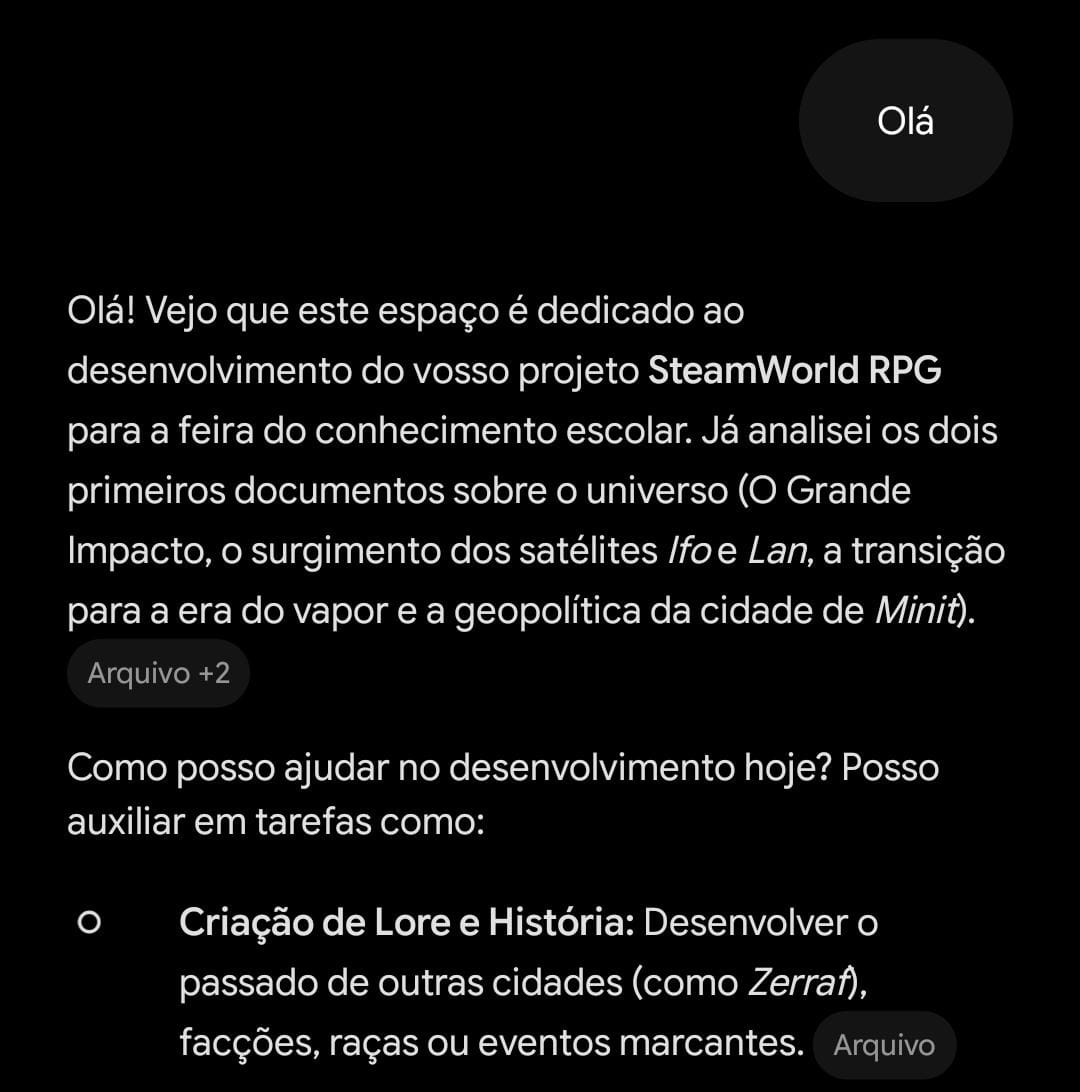 Olá
Olá! Vejo que este espaço é dedicado ao
desenvolvimento do vosso projeto SteamWorld RPG
para a feira do conhecimento escolar. Já analisei os dois
primeiros documentos sobre o universo (O Grande
Impacto, o surgimento dos satélites Ifo e Lan, a transição
para a era do vapor e a geopolítica da cidade de Minit).
Arquivo +2
Como posso ajudar no desenvolvimento hoje? Posso
auxiliar em tarefas como:
Criação de Lore e História: Desenvolver o
passado de outras cidades (como Zerraf),
facções, raças ou eventos marcantes. Arquivo